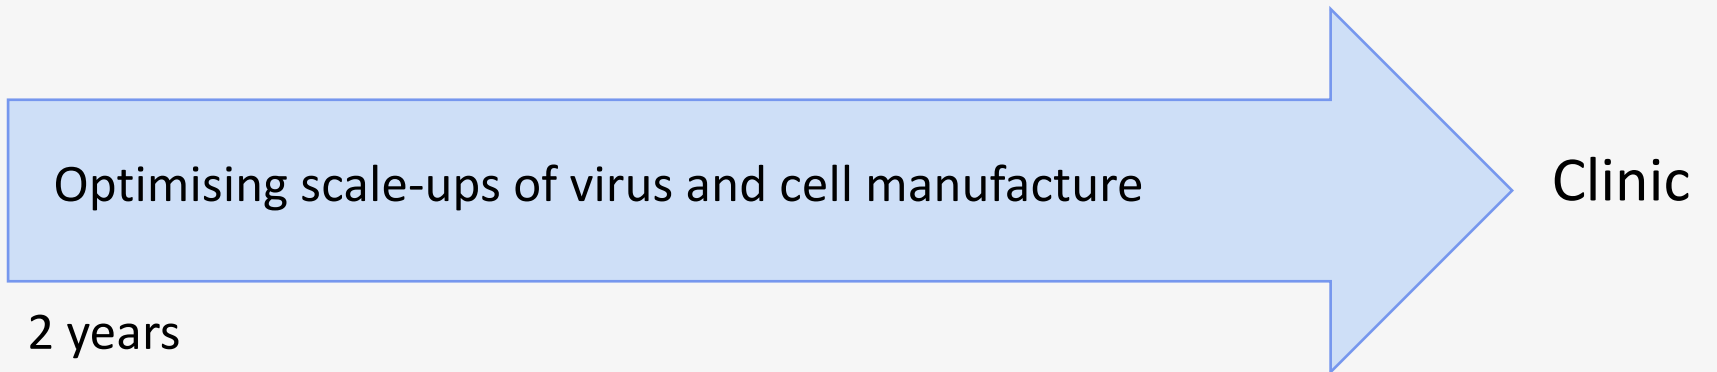 Optimising scale-ups of virus and cell manufacture
Clinic
2 years